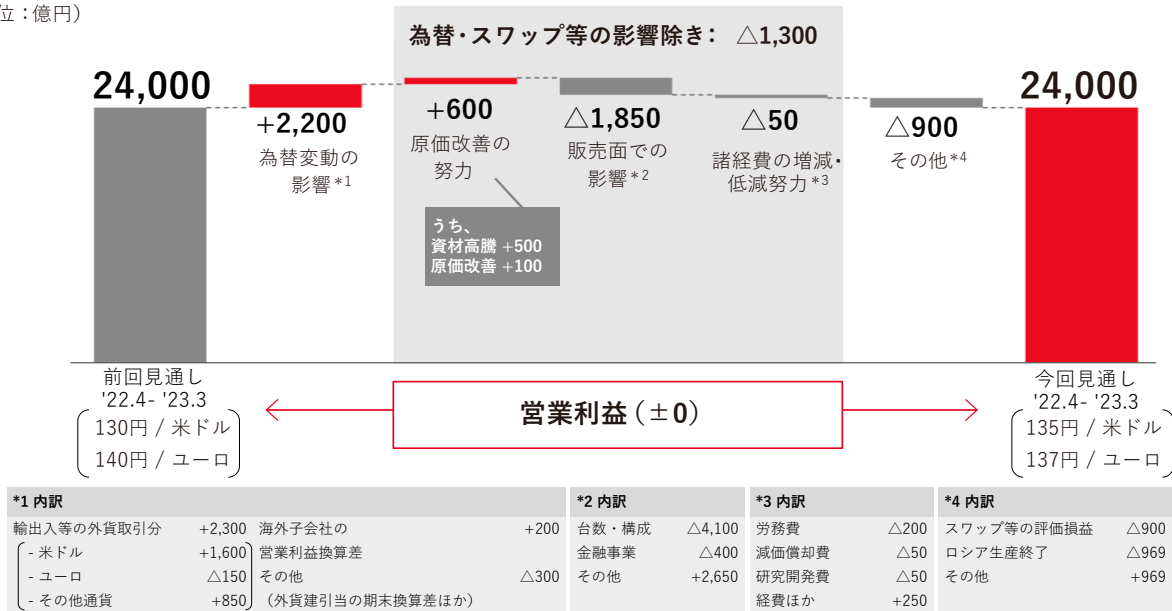 位：億円）
為替・スワップ等の影響除き： △1,300
24,000
+2,200
為替変動の
影響*1
+600
原価改善の
努力
うち、
資材高騰 +500
原価改善 +100
△1,850
販売面での
影響*2
△50
諸経費の増減・
低減努力*3
△900
その他*4
24,000
前回見通し
'22.4- '23.3
130円 / 米ドル
140円 / ユーロ
営業利益（±0）
今回見通し
'22.4- '23.3
135円 / 米ドル
137円 / ユーロ
*1 内訳
輸出入等の外貨取引分 +2,300
- 米ドル +1,600
- ユーロ △150
- その他通貨 +850
海外子会社の +200
営業利益換算差
その他 △300
（外貨建引当の期末換算差ほか）
*2 内訳
台数・構成 △4,100
金融事業 △400
その他 +2,650
*3 内訳
労務費 △200
減価償却費 △50
研究開発費 △50
経費ほか +250
*4 内訳
スワップ等の評価損益 △900
ロシア生産終了 △969
その他 +969